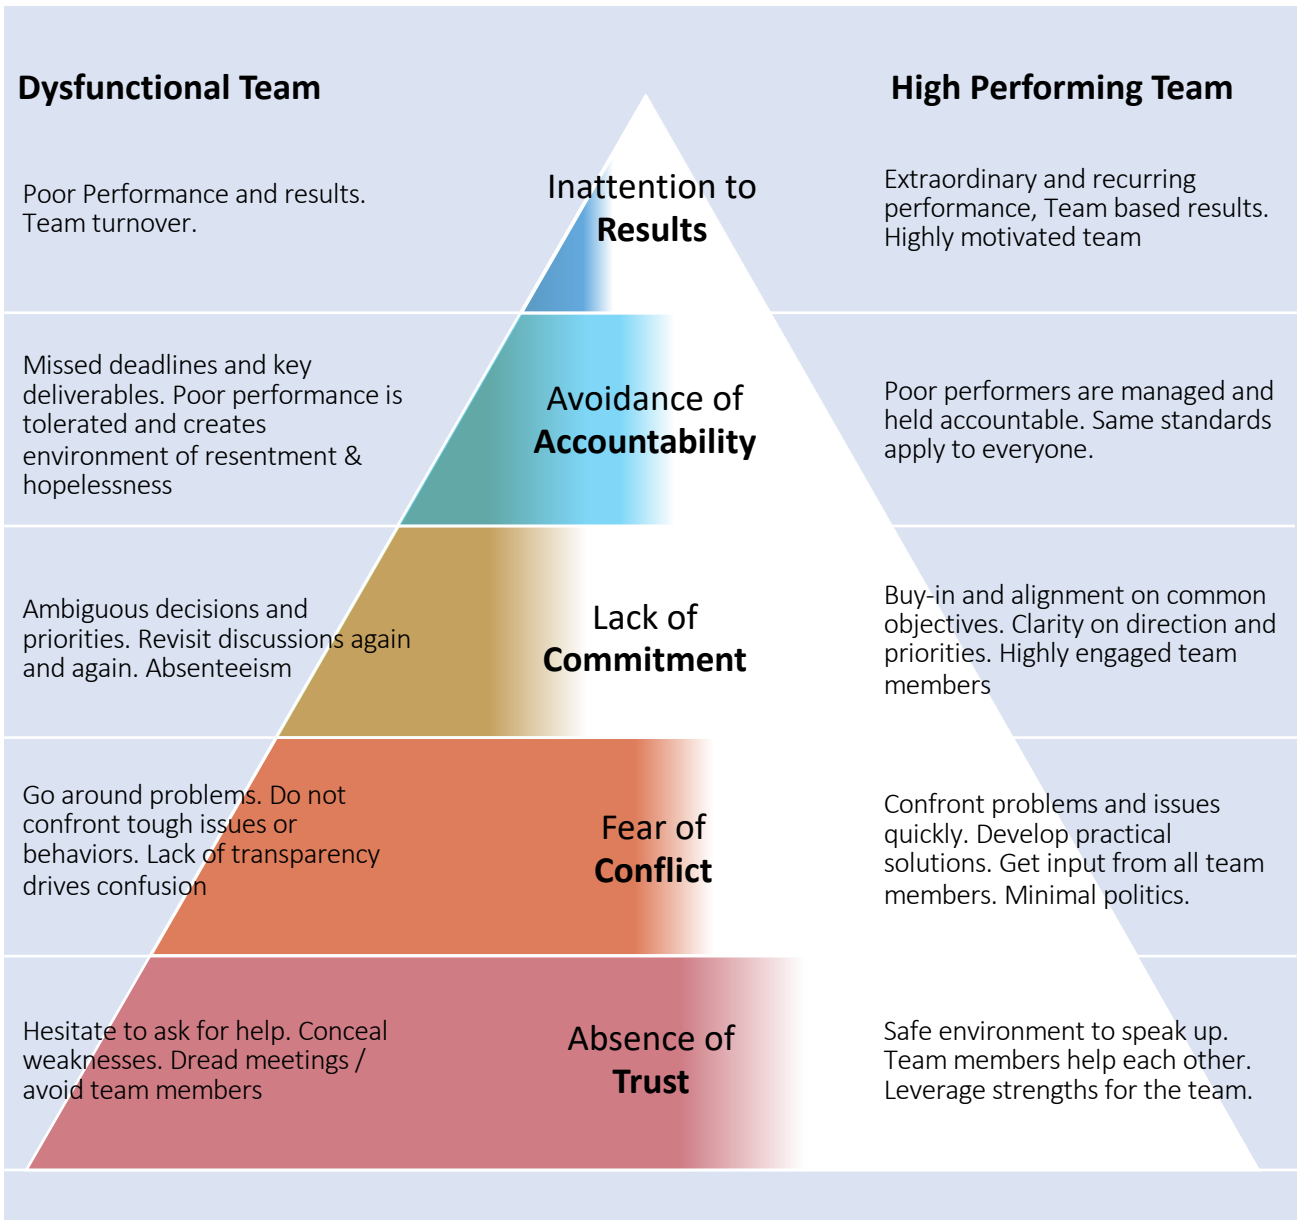 Dysfunctional Team
High Performing Team
Poor Performance and results.
Team turnover.
Inattention to
Results
Extraordinary and recurring
performance, Team based results.
Highly motivated team
Missed deadlines and key
deliverables. Poor performance is
tolerated and creates
environment of resentment &
hopelessness
Avoidance of
Accountability
Poor performers are managed and
held accountable. Same standards
apply to everyone.
Ambiguous decisions and
priorities. Revisit discussions again
and again. Absenteeism
Lack of
Commitment
Buy-in and alignment on common
objectives. Clarity on direction and
priorities. Highly engaged team
members
Go around problems. Do not
confront tough issues or
behaviors. Lack of transparency
drives confusion
Fear of
Conflict
Confront problems and issues
quickly. Develop practical
solutions. Get input from all team
members. Minimal politics.
Hesitate to ask for help. Conceal
weaknesses. Dread meetings /
avoid team members
Absence of
Trust
Safe environment to speak up.
Team members help each other.
Leverage strengths for the team.